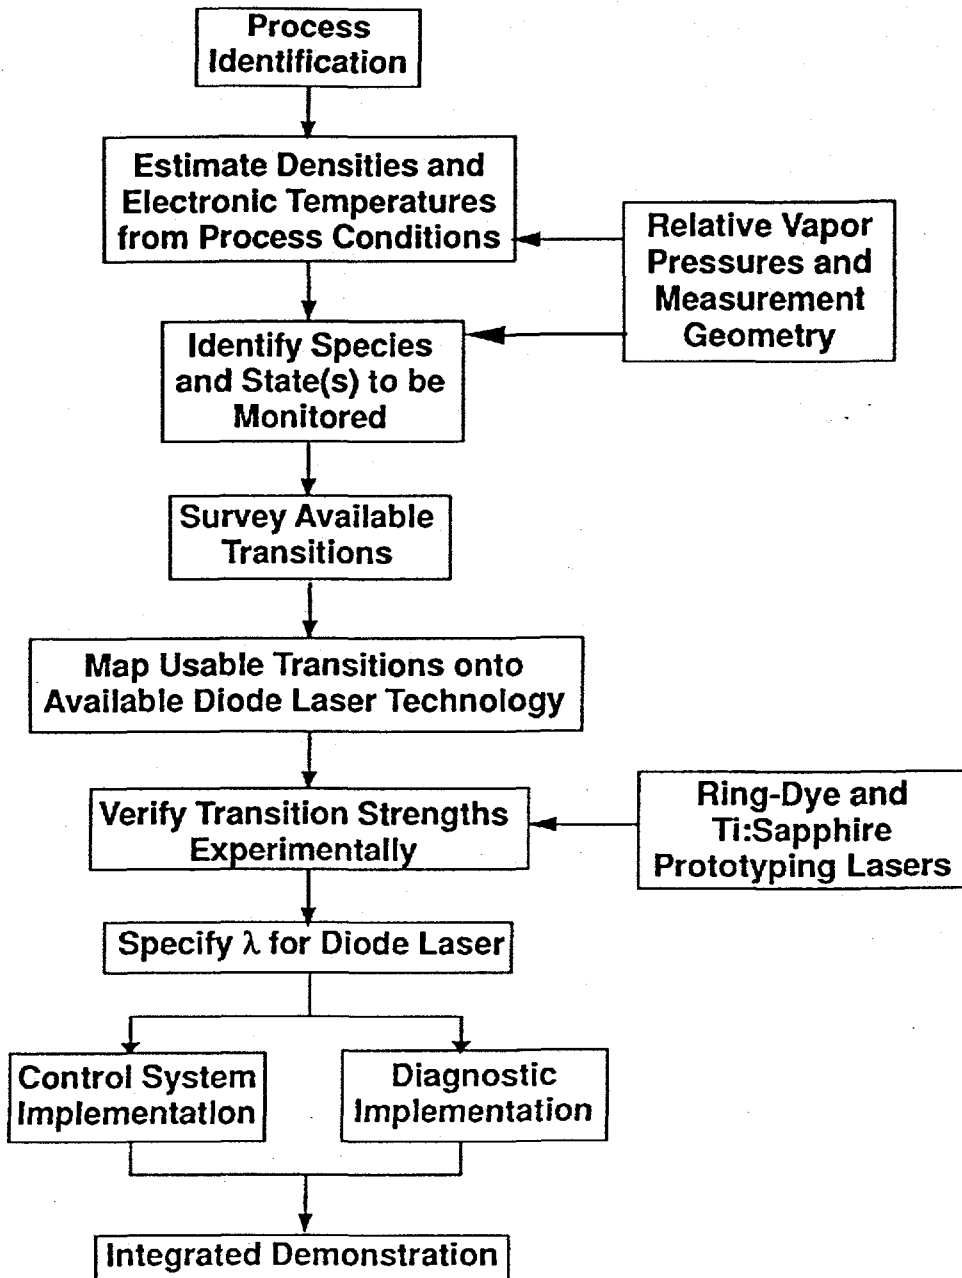 Process
Identification
Estimate Densities and
Electronic Temperatures
from Process Conditions
Relative Vapor
Pressures and
Measurement
Geometry
Identify Species
and State(s) to be
Monitored
Survey Available
Transitions
Map Usable Transitions onto
Available Diode Laser Technology
Verify Transition Strengths
Experimentally
Ring-Dye and
Ti:Sapphire
Prototyping Lasers
Specify λ for Diode Laser
Control System
Implementation
Diagnostic
Implementation
Integrated Demonstration